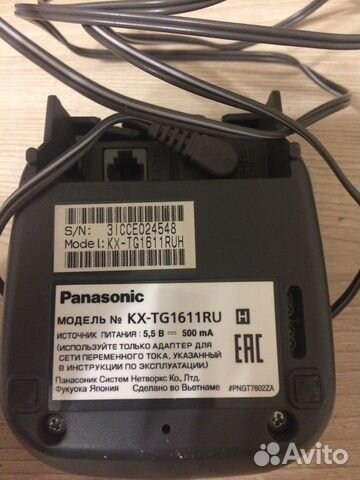 S/N: 3ICCE024548
Model: KX-TG1611RUH
Panasonic
МОДЕЛЬ № KX-TG1611RU H
ИСТОЧНИК ПИТАНИЯ : 5,5 В 500 mA
(ИСПОЛЬЗУЙТЕ ТОЛЬКО АДАПТЕР ДЛЯ
СЕТИ ПЕРЕМЕННОГО ТОКА, УКАЗАННЫЙ
В ИНСТРУКЦИИ ПО ЭКСПЛУАТАЦИИ)
EAC
Панасоник Систем Нетворкс Ко., Лтд.
Фукуока Япония Сделано во Вьетнаме #PNGT7602ZA
Avito